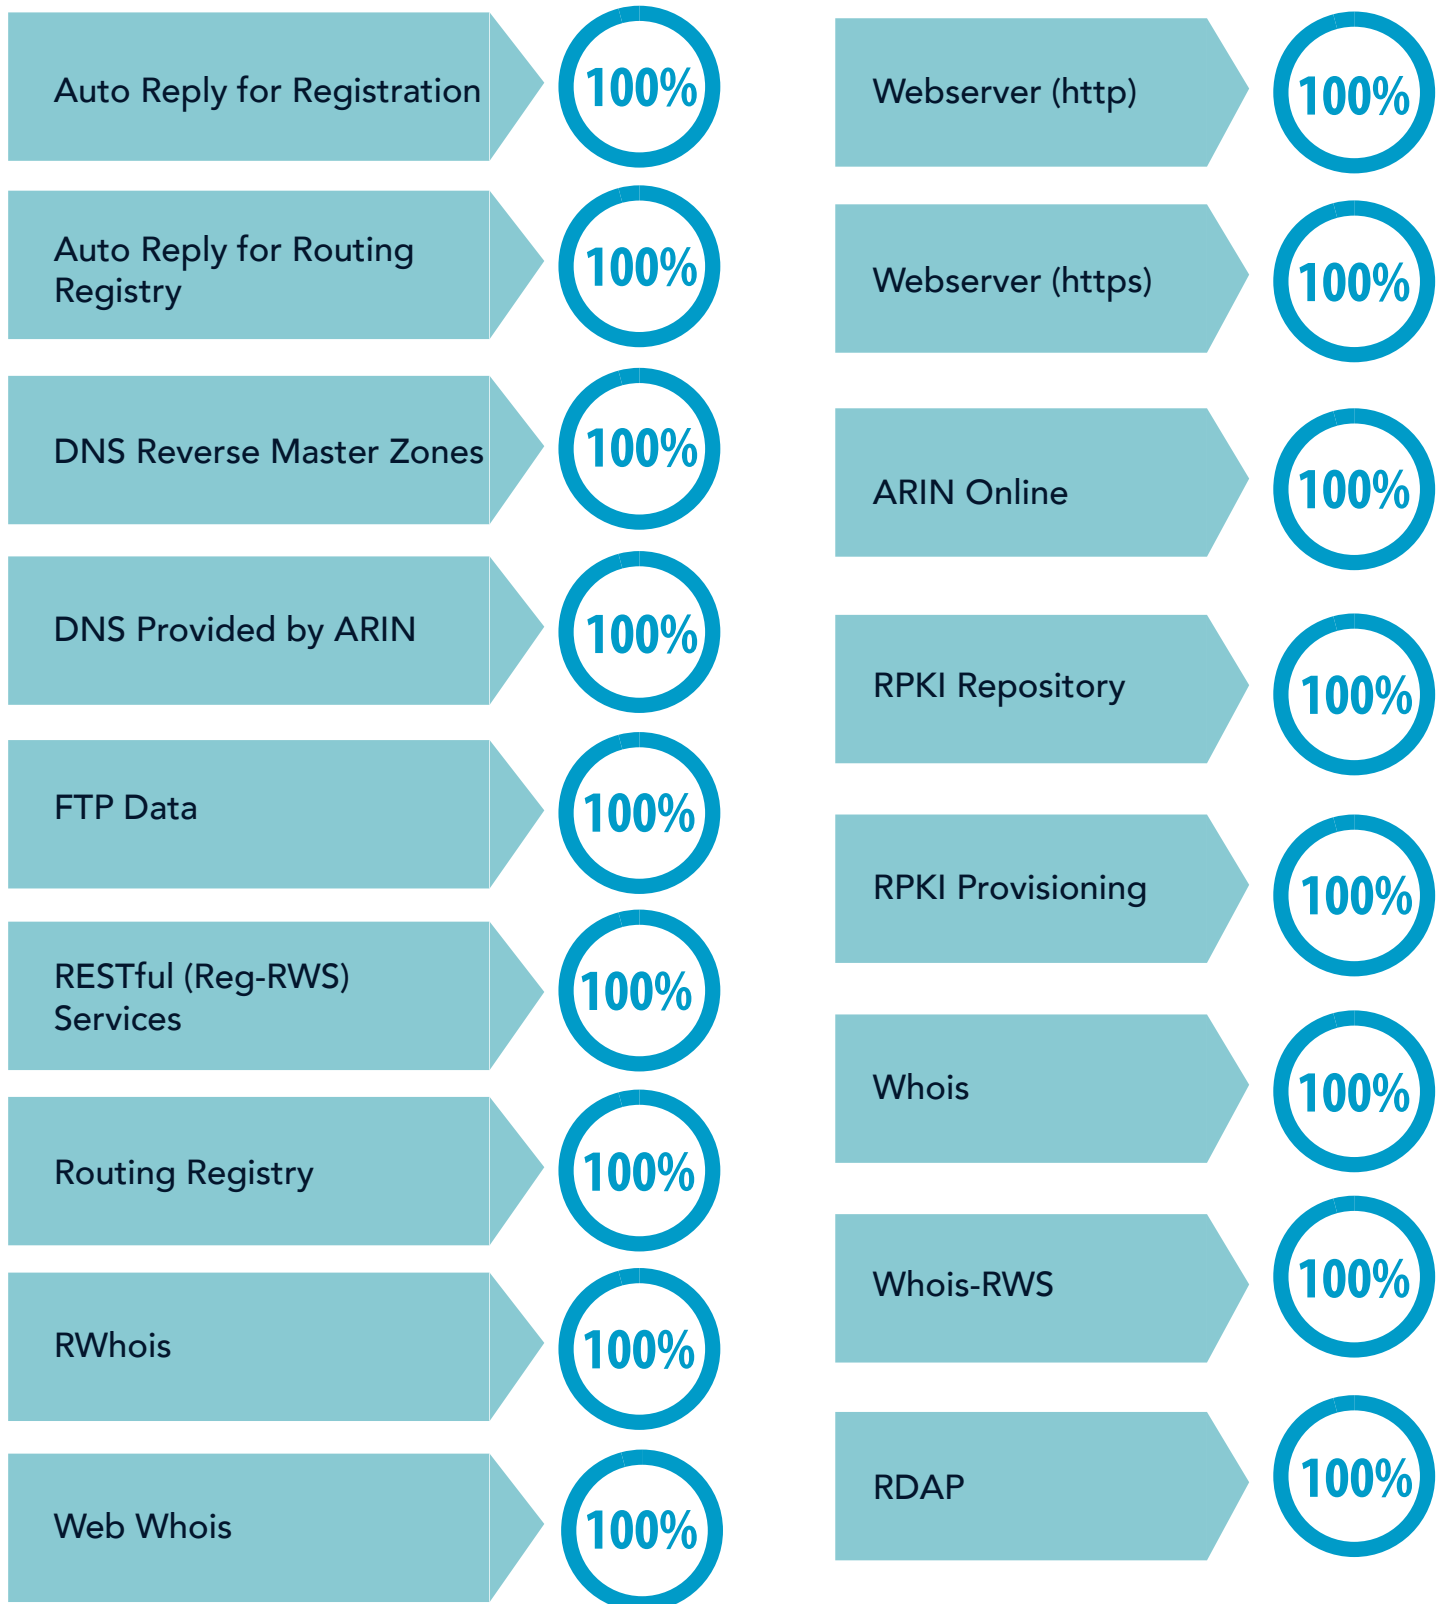 Auto Reply for Registration
100%
Auto Reply for Routing
Registry
100%
DNS Reverse Master Zones
100%
DNS Provided by ARIN
100%
FTP Data
100%
RESTful (Reg-RWS)
Services
100%
Routing Registry
100%
RWhois
100%
Web Whois
100%
Webserver (http)
100%
Webserver (https)
100%
ARIN Online
100%
RPKI Repository
100%
RPKI Provisioning
100%
Whois
100%
Whois-RWS
100%
RDAP
100%